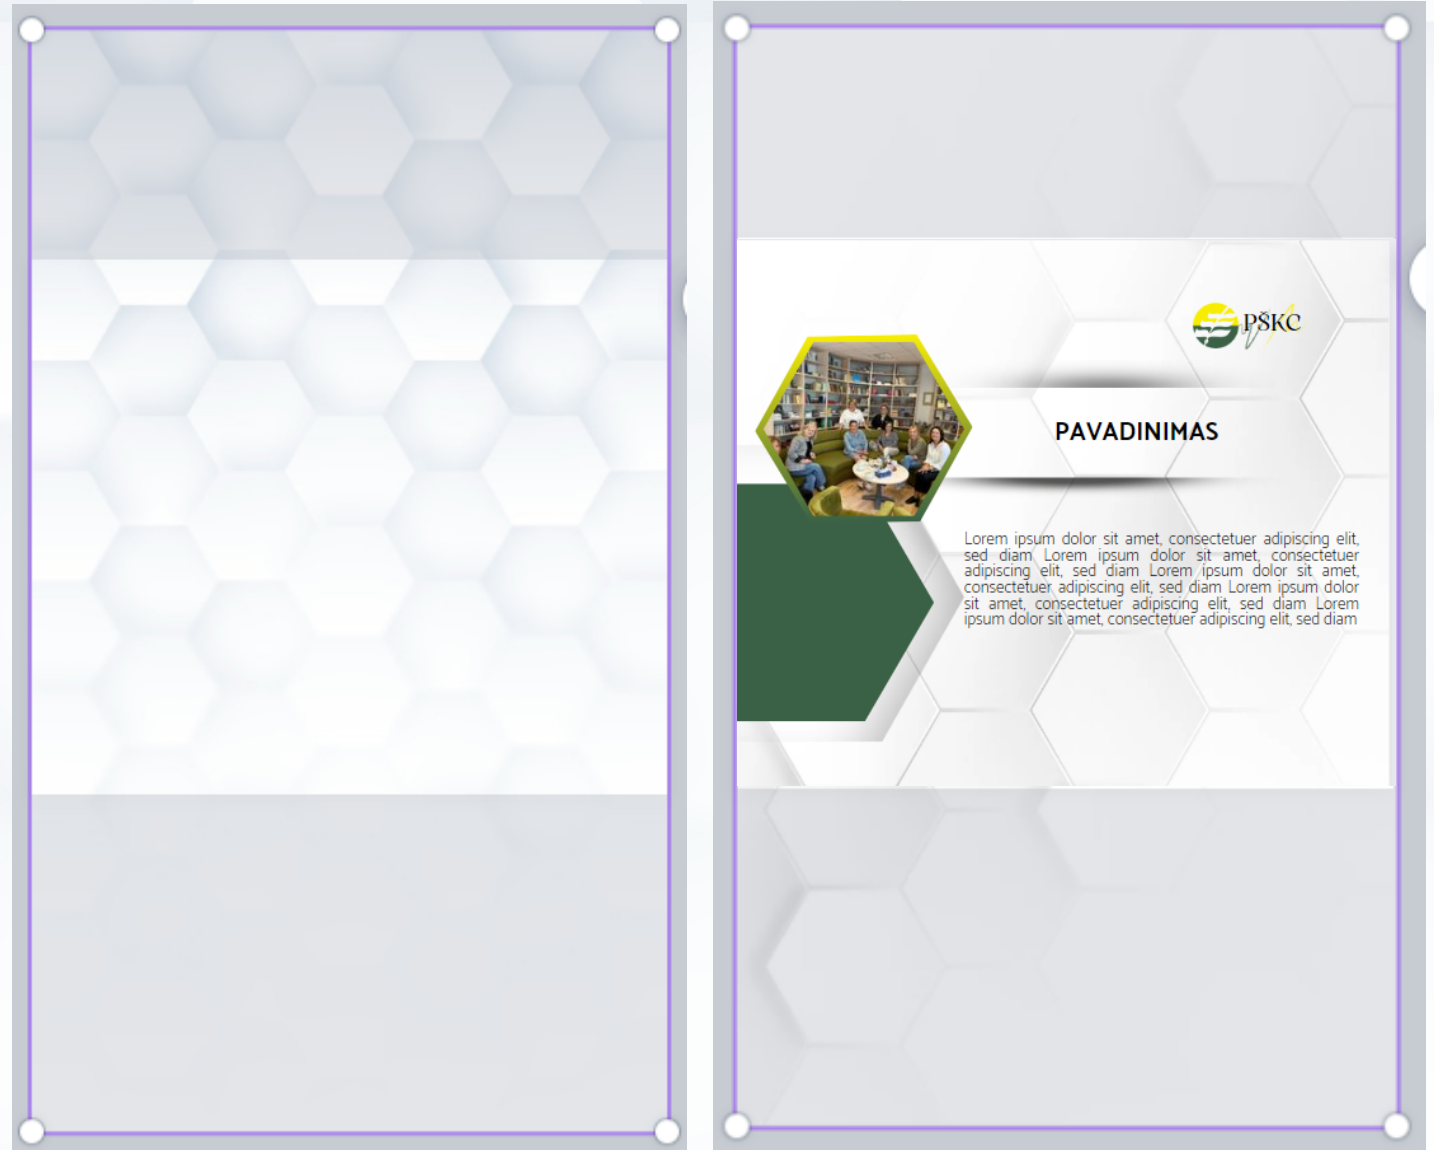 PŠKC
PAVADINIMAS
Lorem ipsum dolor sit amet, consectetuer adipiscing elit,
sed diam Lorem ipsum dolor sit amet, consectetuer
adipiscing elit, sed diam Lorem ipsum dolor sit amet,
consectetuer adipiscing elit, sed diam Lorem ipsum dolor
sit amet, consectetuer adipiscing elit, sed diam Lorem
ipsum dolor sit amet, consectetuer adipiscing elit, sed diam